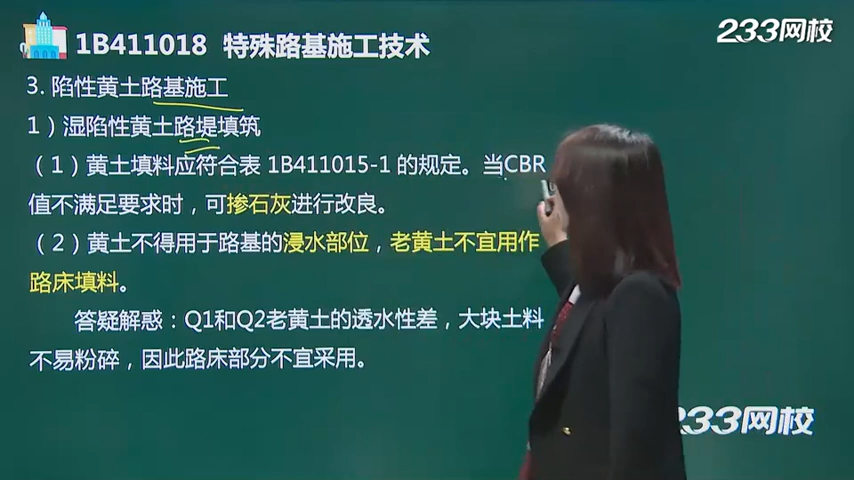 1B411018 特殊路基施工技术
233网校
3. 陷性黄土路基施工
1）湿陷性黄土路堤填筑
（1）黄土填料应符合表 1B411015-1 的规定。当CBR
值不满足要求时，可掺石灰进行改良。
（2）黄土不得用于路基的浸水部位，老黄土不宜用作
路床填料。
答疑解惑：Q1和Q2老黄土的透水性差，大块土料
不易粉碎，因此路床部分不宜采用。
233网校